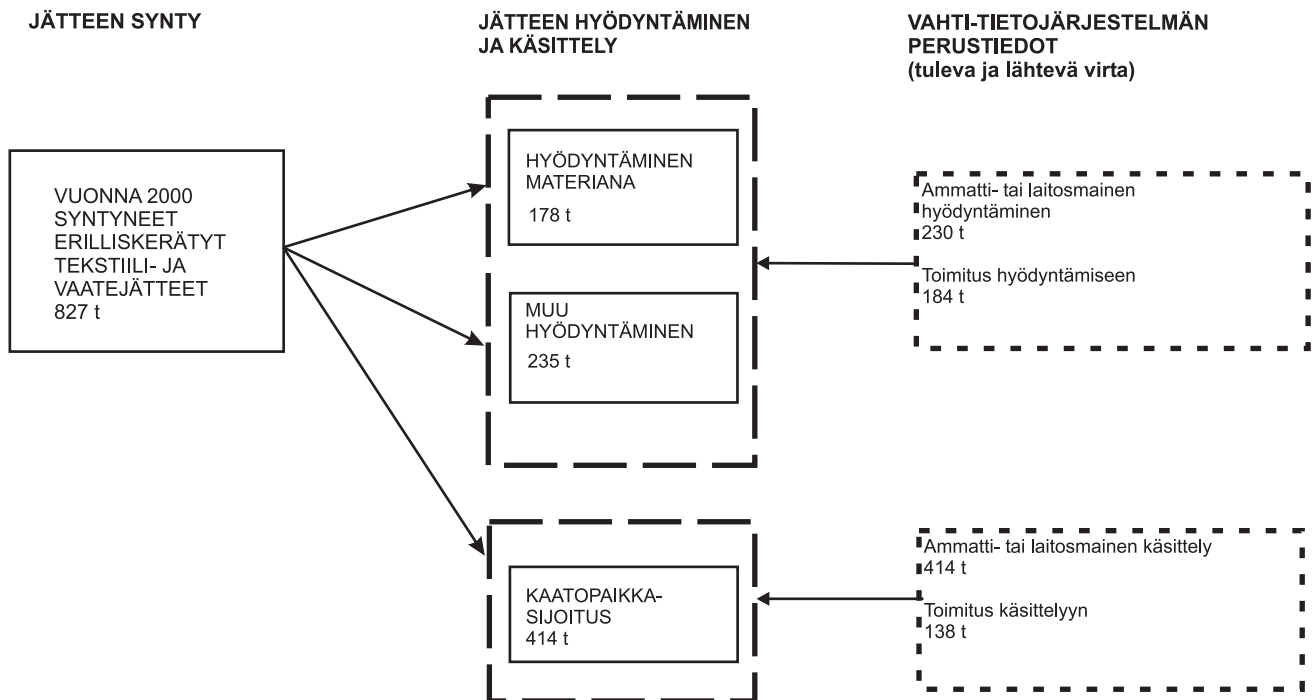 JÄTTEEN SYNTY
JÄTTEEN HYÖDYNTÄMINEN
JA KÄSITTELY
VAHTI-TIETOJÄRJESTELMÄN
PERUSTIEDOT
(tuleva ja lähtevä virta)
VUONNA 2000
SYNTYNEET
ERILLISKERÄTYT
TEKSTIILI- JA
VAATEJÄTTEET
827 t
HYÖDYNTÄMINEN
MATERIANA
178 t
MUU
HYÖDYNTÄMINEN
235 t
Ammatti- tai laitosmainen
hyödyntäminen
230 t
Toimitus hyödyntämiseen
184 t
KAATOPAIKKA-
SIJOITUS
414 t
Ammatti- tai laitosmainen käsittely
414 t
Toimitus käsittelyyn
138 t